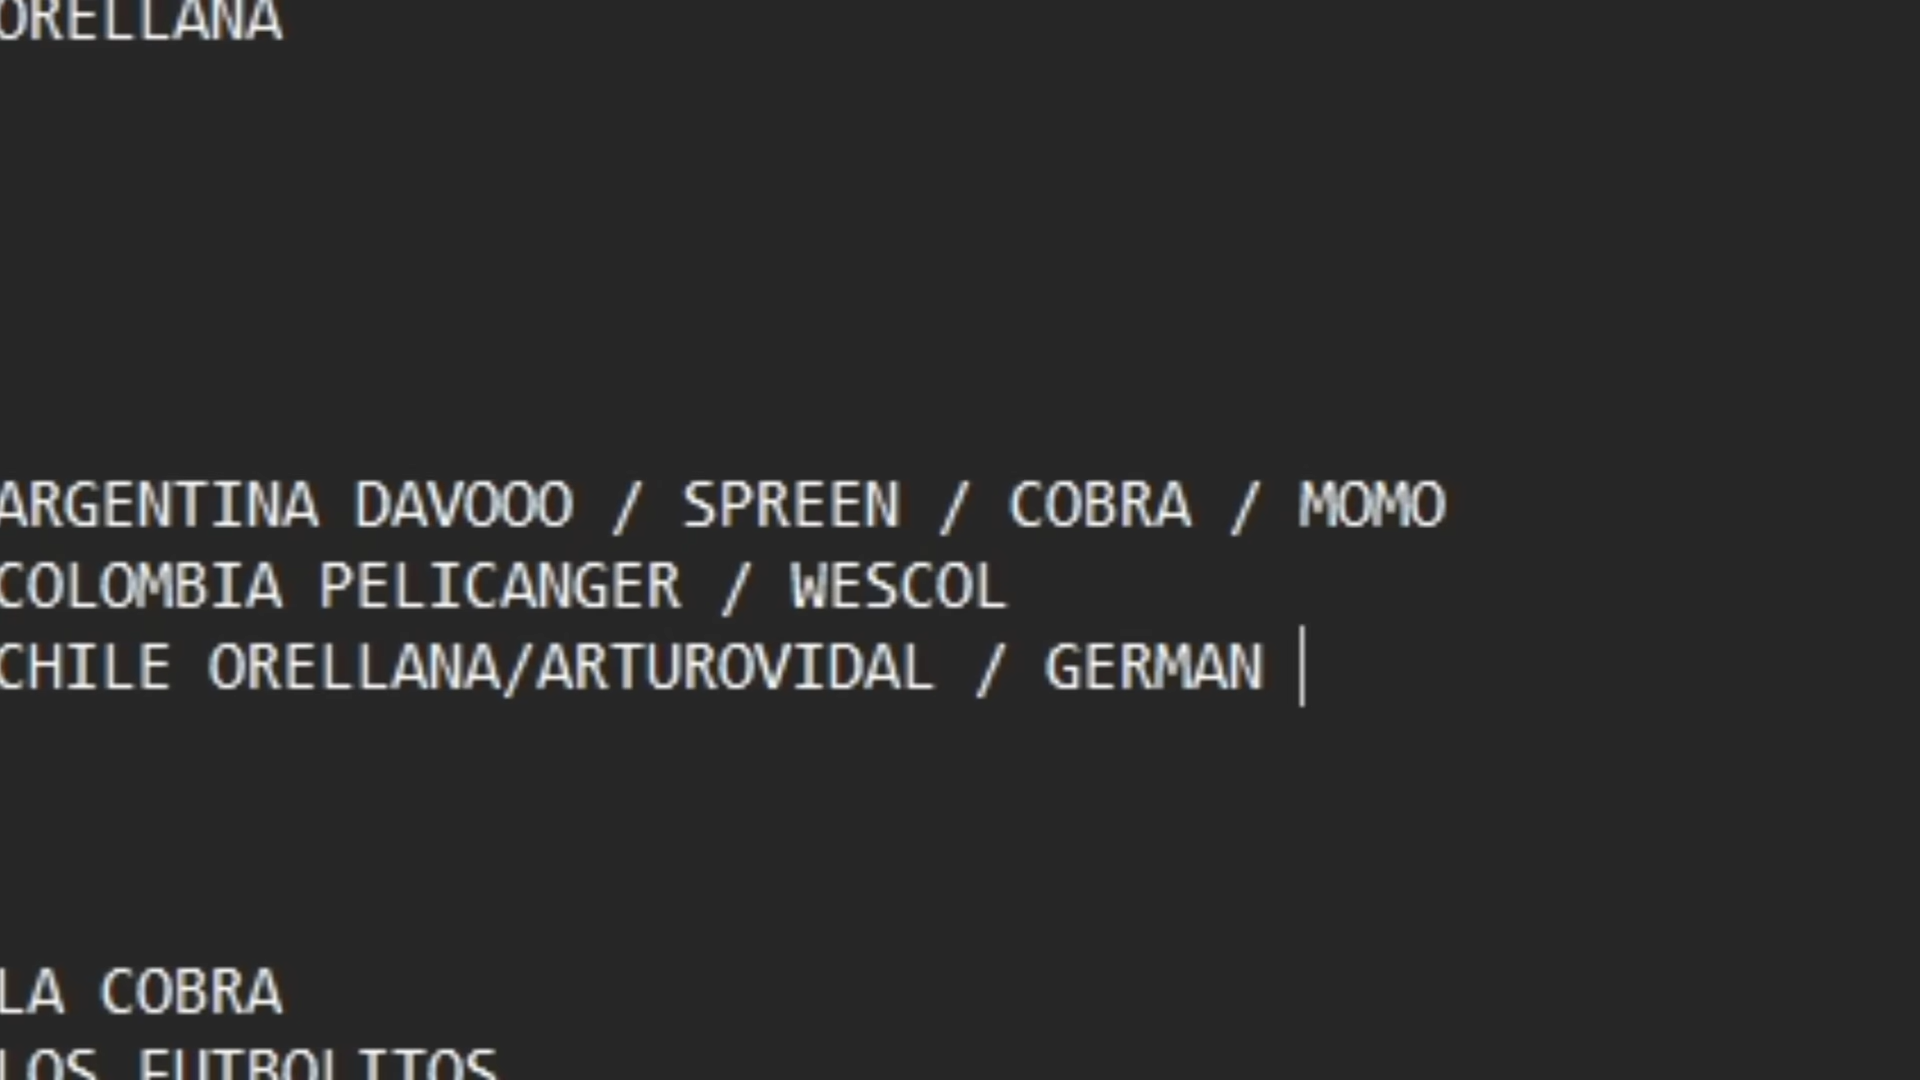 ORELLANA
ARGENTINA DAVOOO / SPREEN / COBRA / MOMO
COLOMBIA PELICANGER / WESCOL
CHILE ORELLANA/ARTUROVIDAL / GERMAN
LA COBRA
LOS FUTBOLITOS